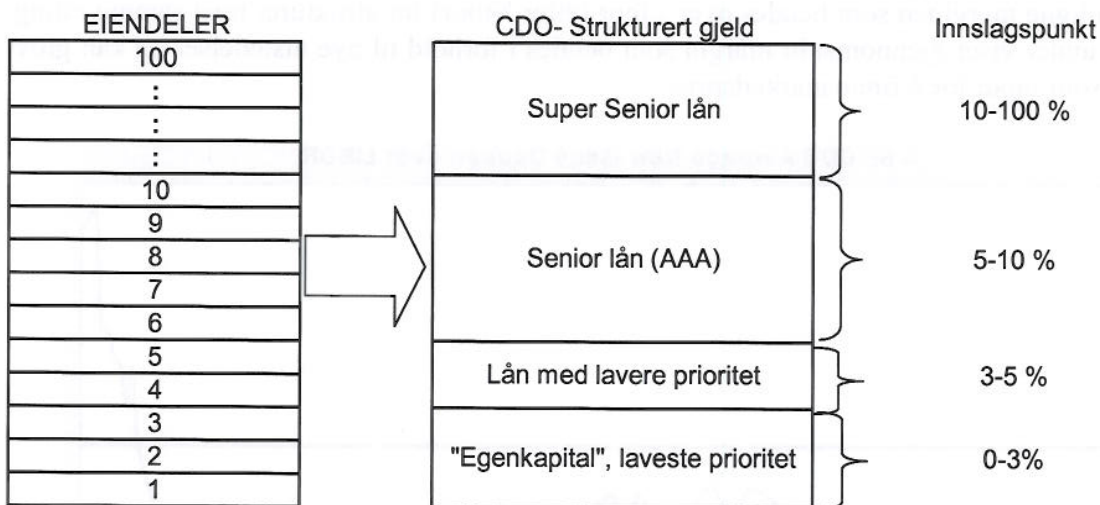 EIENDELER CDO- Strukturert gjeld Innslagspunkt
100
:
: Super Senior lån 10-100 %
:
10
9
8 Senior lån (AAA) 5-10 %
7
6
5
4 Lån med lavere prioritet 3-5 %
3
2 "Egenkapital", laveste prioritet 0-3%
1